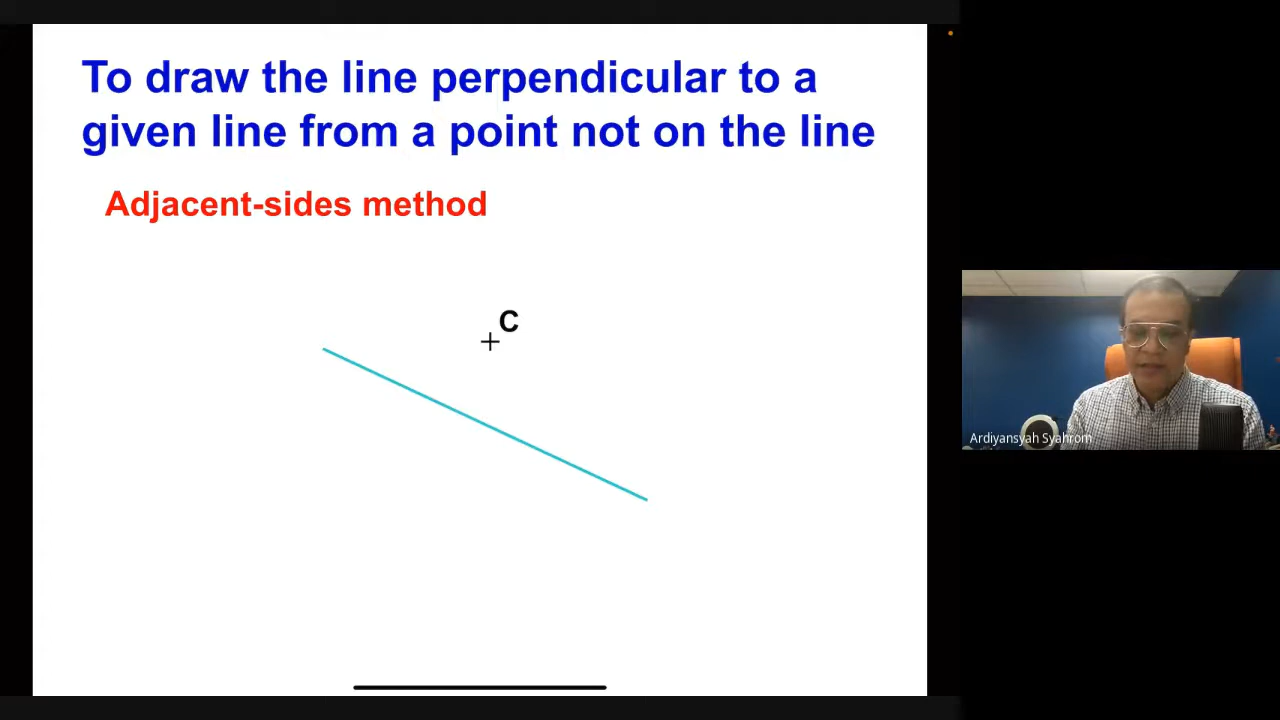 To draw the line perpendicular to a
given line from a point not on the line
Adjacent-sides method
C
Ardiyansyah Syahrom